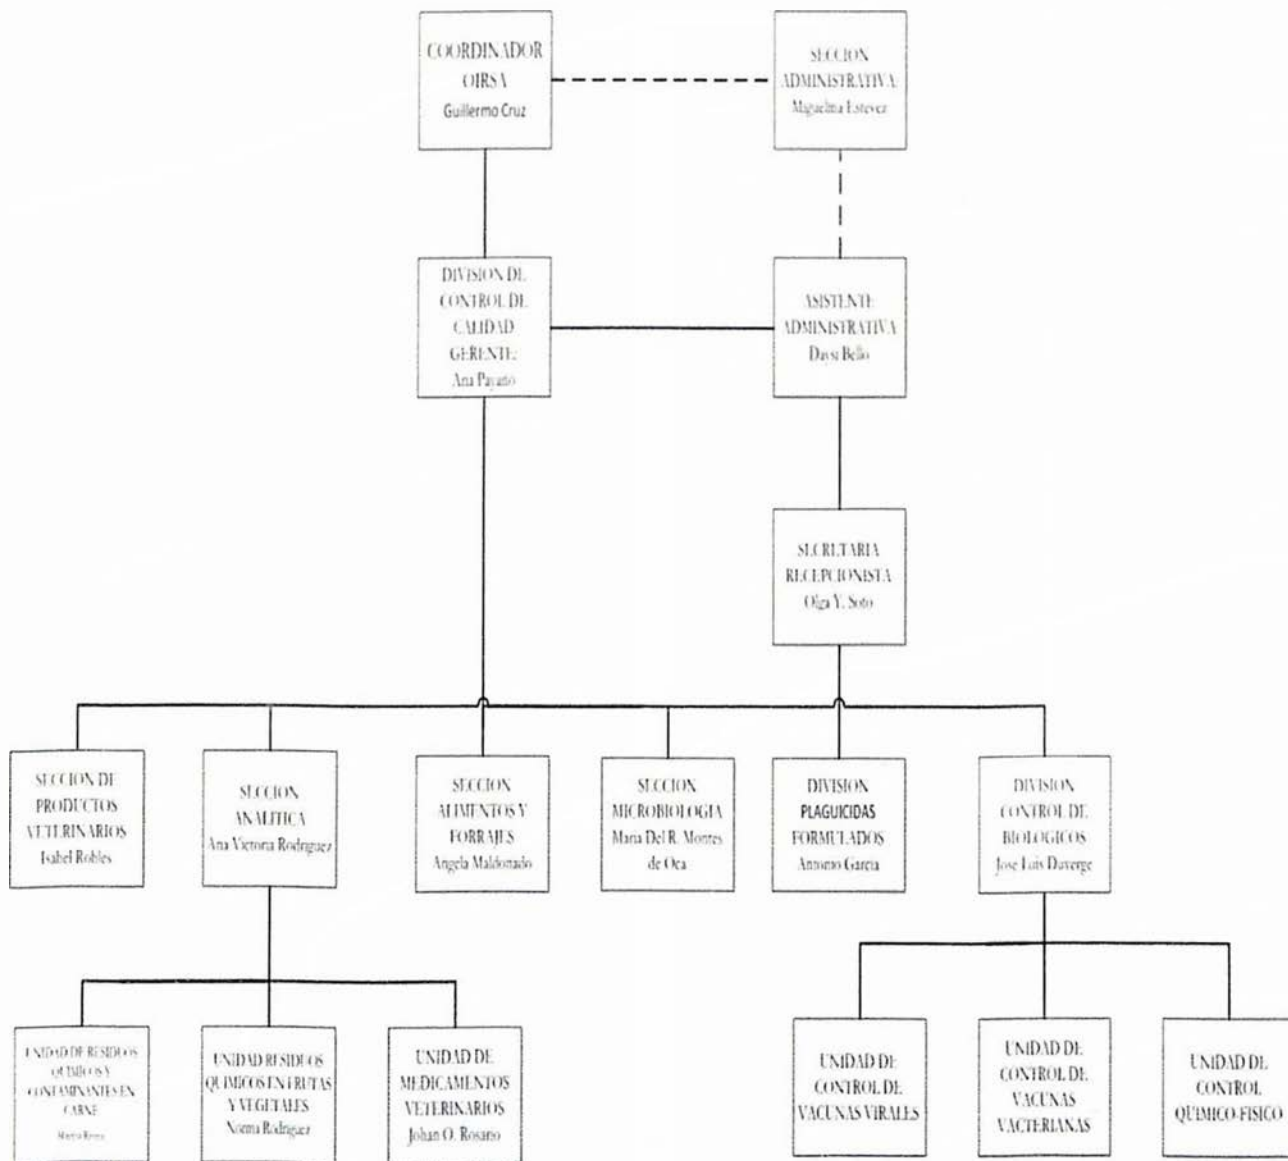 COORDINADOR
OIRSA
Guillermo Cruz
SECCION
ADMINISTRATIVA
Miguelina Estevez
DIVISION DE
CONTROL DE
CALIDAD
GERENTE:
Ana Payano
ASISTENTE
ADMINISTRATIVA
Daysi Bello
SECRETARIA
RECEPCIONISTA
Olga Y. Soto
SECCION DE
PRODUCTOS
VETERINARIOS
Isabel Robles
SECCION
ANALITICA
Ana Victoria Rodriguez
SECCION
ALIMENTOS Y
FORRAJES
Angela Maldonado
SECCION
MICROBIOLOGIA
Maria Del R. Montes
de Oca
DIVISION
PLAGUICIDAS
FORMULADOS
Antonio Garcia
DIVISION
CONTROL DE
BIOLOGICOS
Jose Luis Duverge
UNIDAD DE RESIDUOS
QUIMICOS Y
CONTAMINANTES EN
CARNE
UNIDAD RESIDUOS
QUIMICOS EN FRUTAS
Y VEGETALES
Norma Rodriguez
UNIDAD DE
MEDICAMENTOS
VETERINARIOS
Johan O. Rosario
UNIDAD DE
CONTROL DE
VACUNAS VIRALES
UNIDAD DE
CONTROL DE
VACUNAS
VACTERIANAS
UNIDAD DE
CONTROL
QUIMICO-FISICO